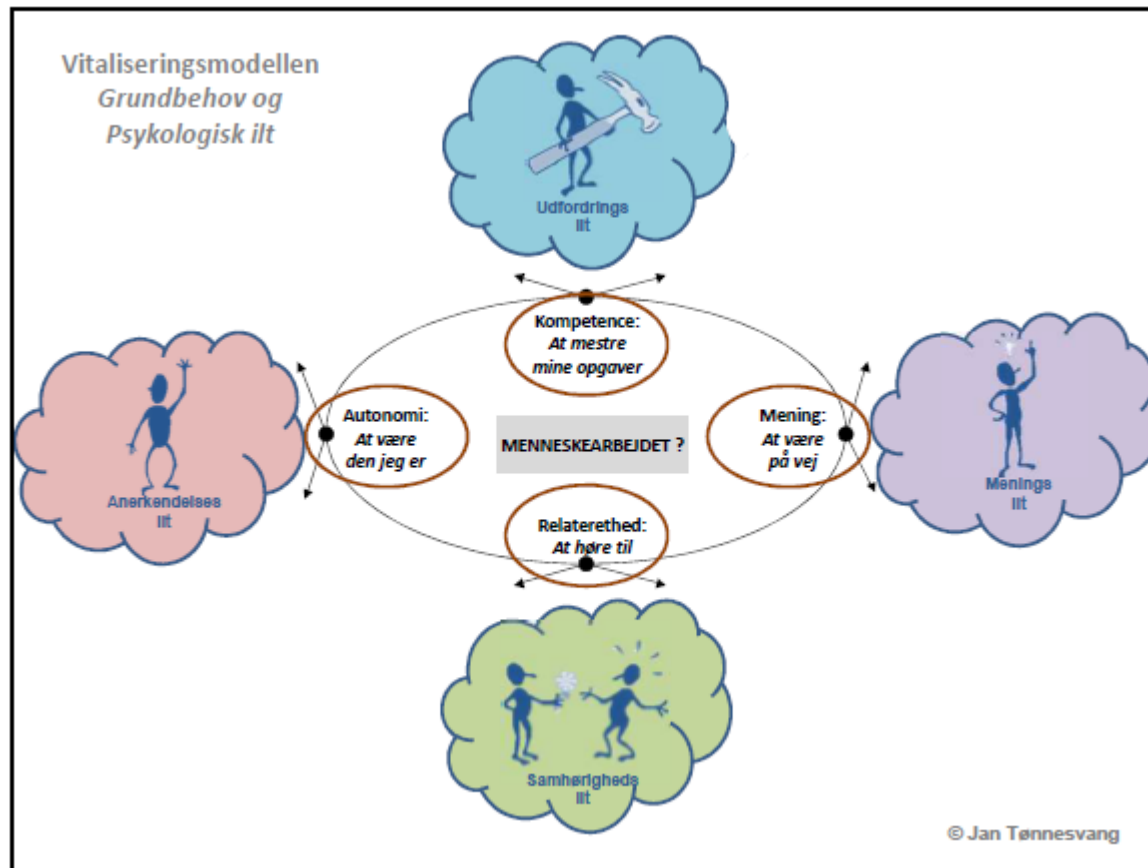 Vitaliseringsmodellen
Grundbehov og
Psykologisk ilt
Udfordrings
ilt
Kompetence:
At mestre
mine opgaver
Autonomi:
At være
den jeg er
MENNESKEARBEJDET ?
Mening:
At være
på vej
Anerkendelses
ilt
Menings
ilt
Relaterethed:
At høre til
Samhørigheds
ilt
© Jan Tønnesvang